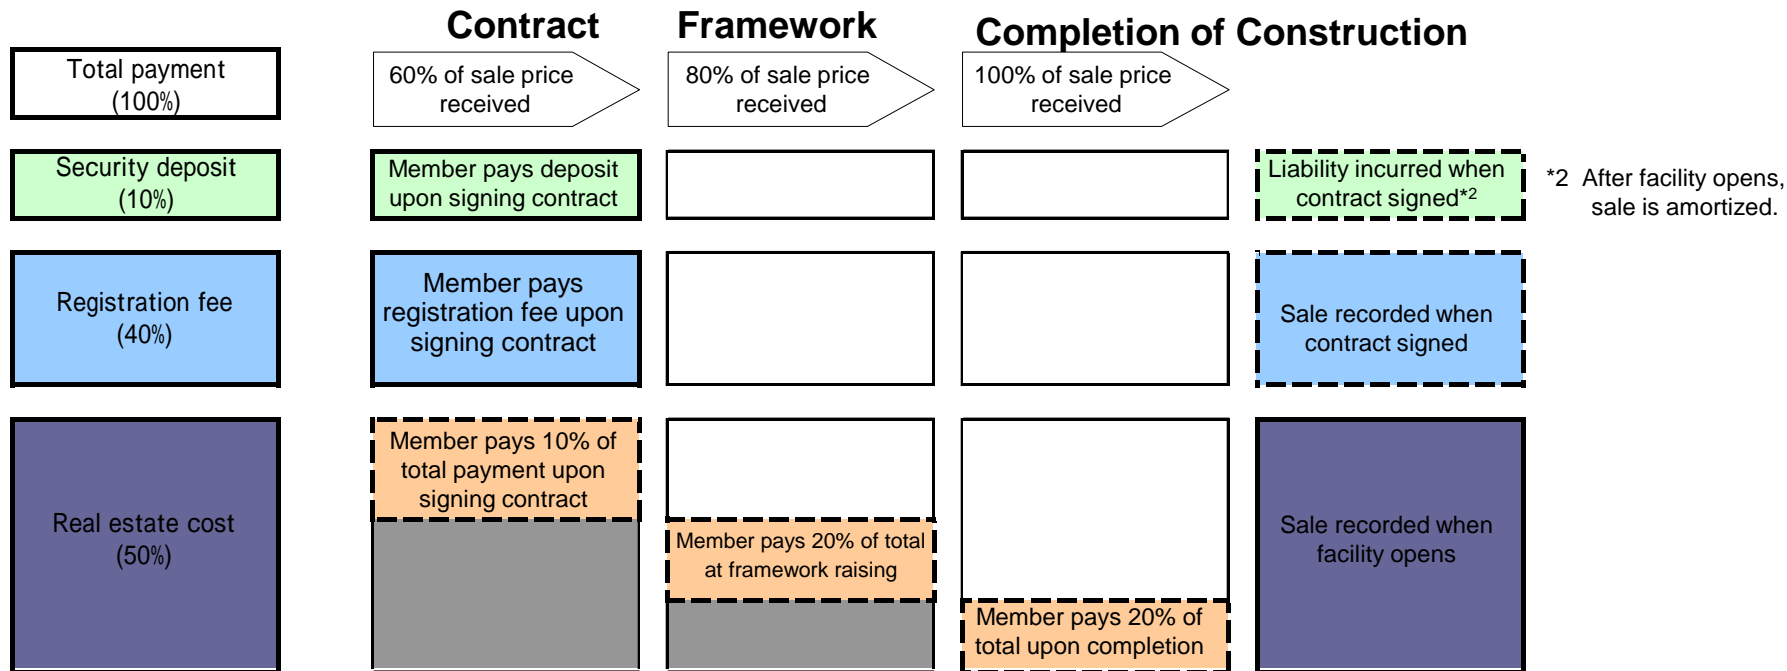 Contract
Framework
Completion of Construction
Total payment
(100%)
60% of sale price
received
80% of sale price
received
100% of sale price
received
Security deposit
(10%)
Member pays deposit
upon signing contract
Liability incurred when
contract signed*2
*2 After facility opens,
sale is amortized.
Registration fee
(40%)
Member pays
registration fee upon
signing contract
Sale recorded when
contract signed
Real estate cost
(50%)
Member pays 10% of
total payment upon
signing contract
Member pays 20% of total
at framework raising
Member pays 20% of
total upon completion
Sale recorded when
facility opens